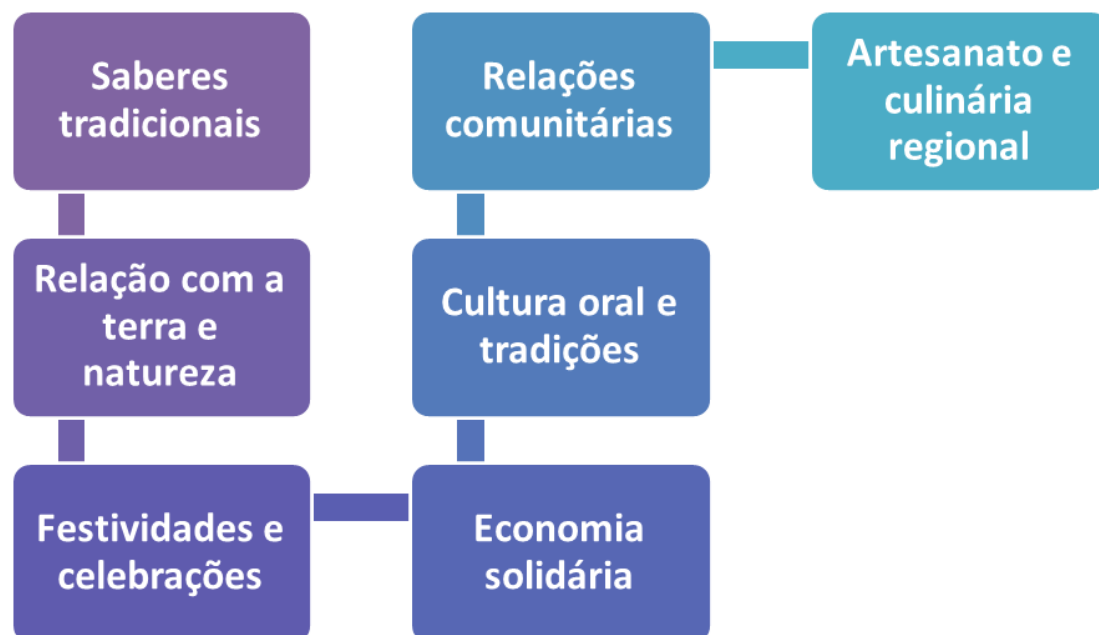 Saberes
tradicionais
Relação com a
terra e
natureza
Festividades e
celebrações
Economia
solidária
Cultura oral e
tradições
Relações
comunitárias
Artesanato e
culinária
regional